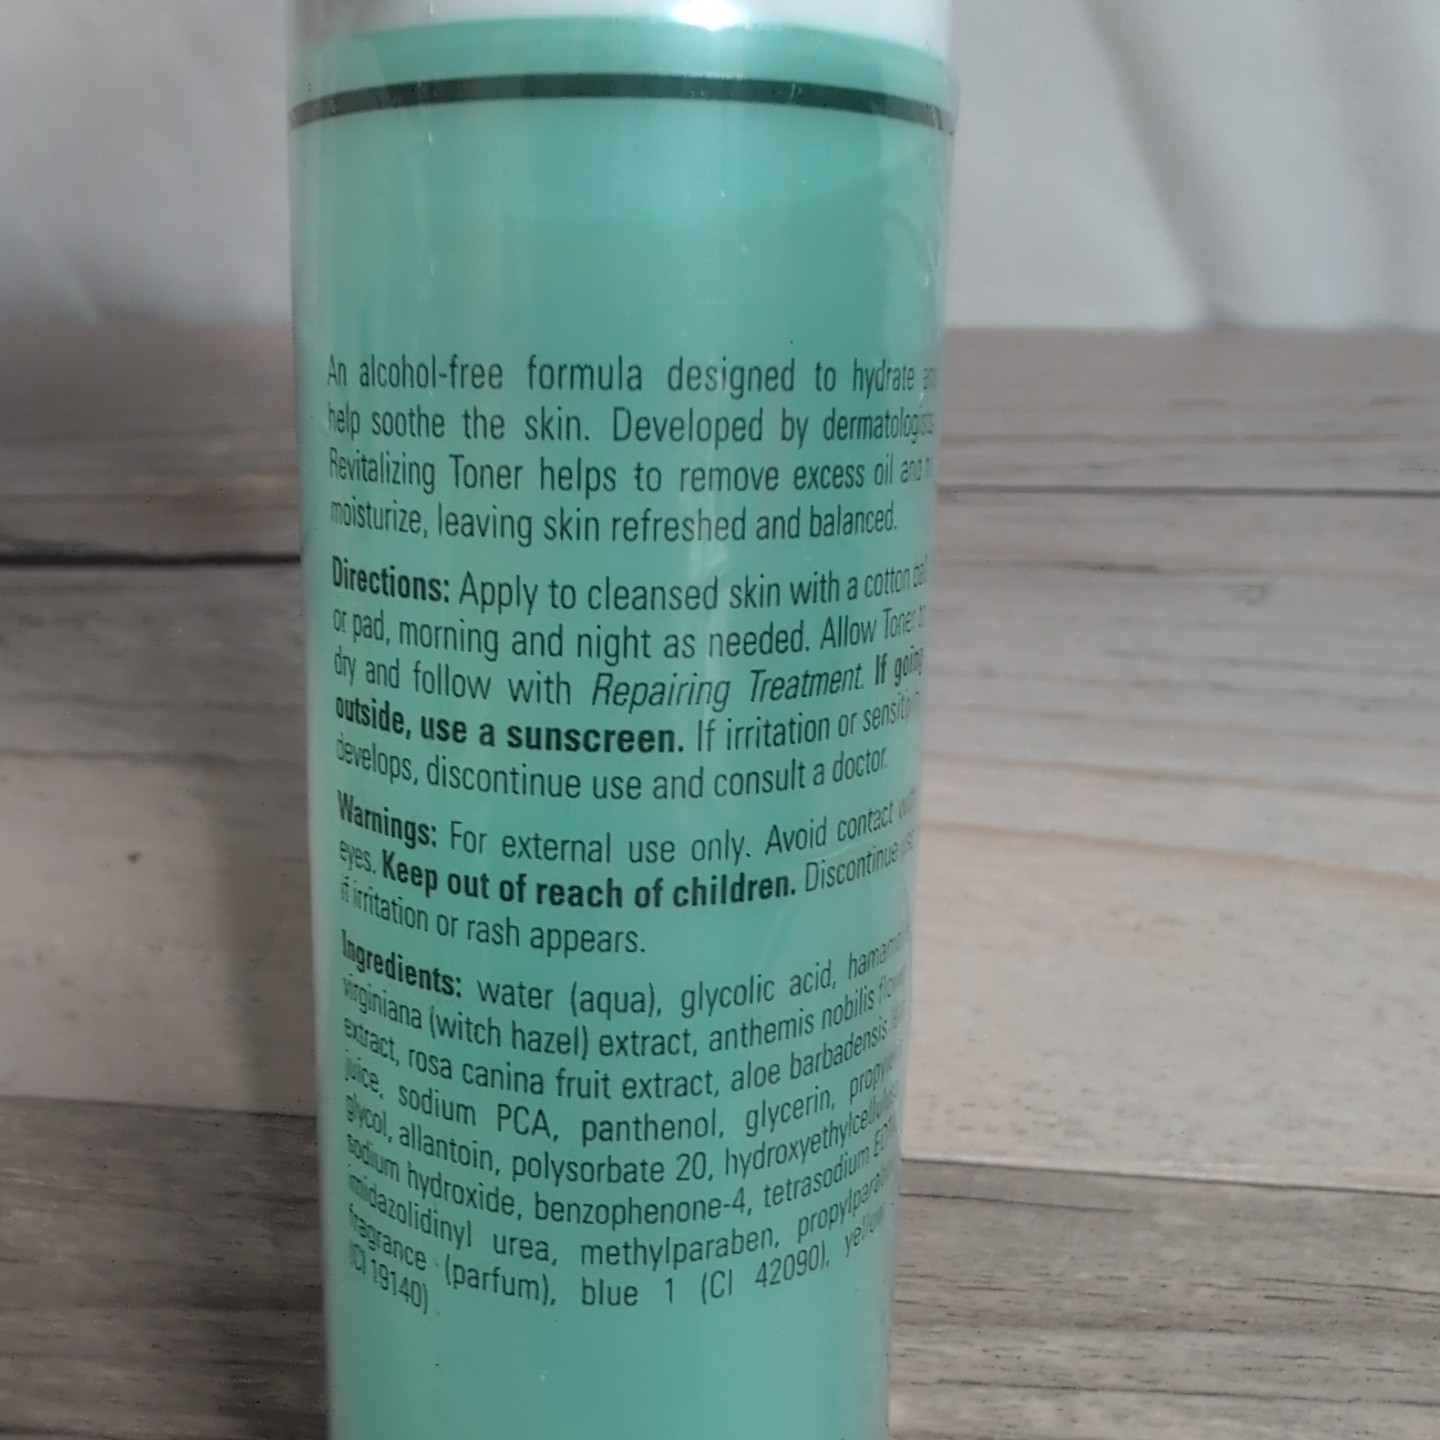 An alcohol-free formula designed to hydrate
help soothe the skin. Developed by dermatologists
Revitalizing Toner helps to remove excess oil and
moisturize, leaving skin refreshed and balanced.
Directions: Apply to cleansed skin with a cotton
or pad, morning and night as needed. Allow Toner
dry and follow with Repairing Treatment. If going
outside, use a sunscreen. If irritation or
develops, discontinue use and consult a doctor.
Warnings: For external use only. Avoid contact
eyes. Keep out of reach of children. Discontinue
if irritation or rash appears.
Ingredients: water (aqua), glycolic acid,
virginiana (witch hazel) extract, anthemis nobilis
extract, rosa canina fruit extract, aloe barbadensis
juice, sodium PCA, panthenol, glycerin,
glycol, allantoin, polysorbate 20,
sodium hydroxide, benzophenone-4, tetrasodium
imidazolidinyl urea, methylparaben,
fragrance (parfum), blue 1 (CI 42090), yellow
(CI 19140)